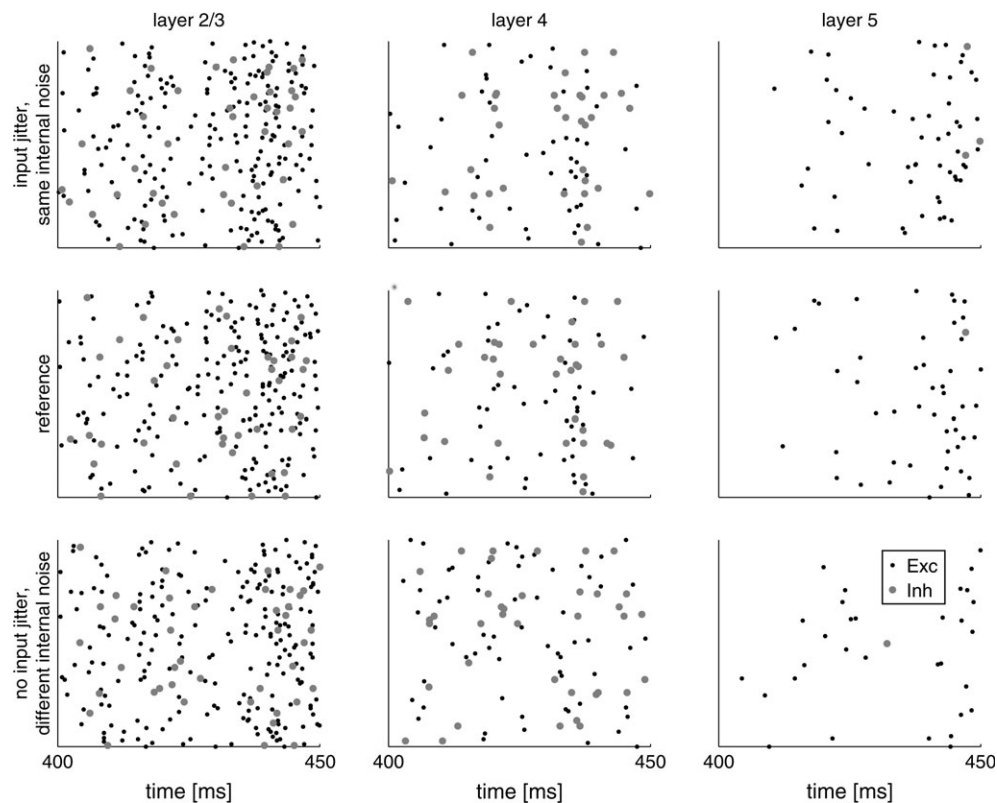 layer 2/3
layer 4
layer 5
input jitter,
same internal noise
reference
no input jitter,
different internal noise
Exc
Inh
400
450
400
450
400
450
time [ms]
time [ms]
time [ms]